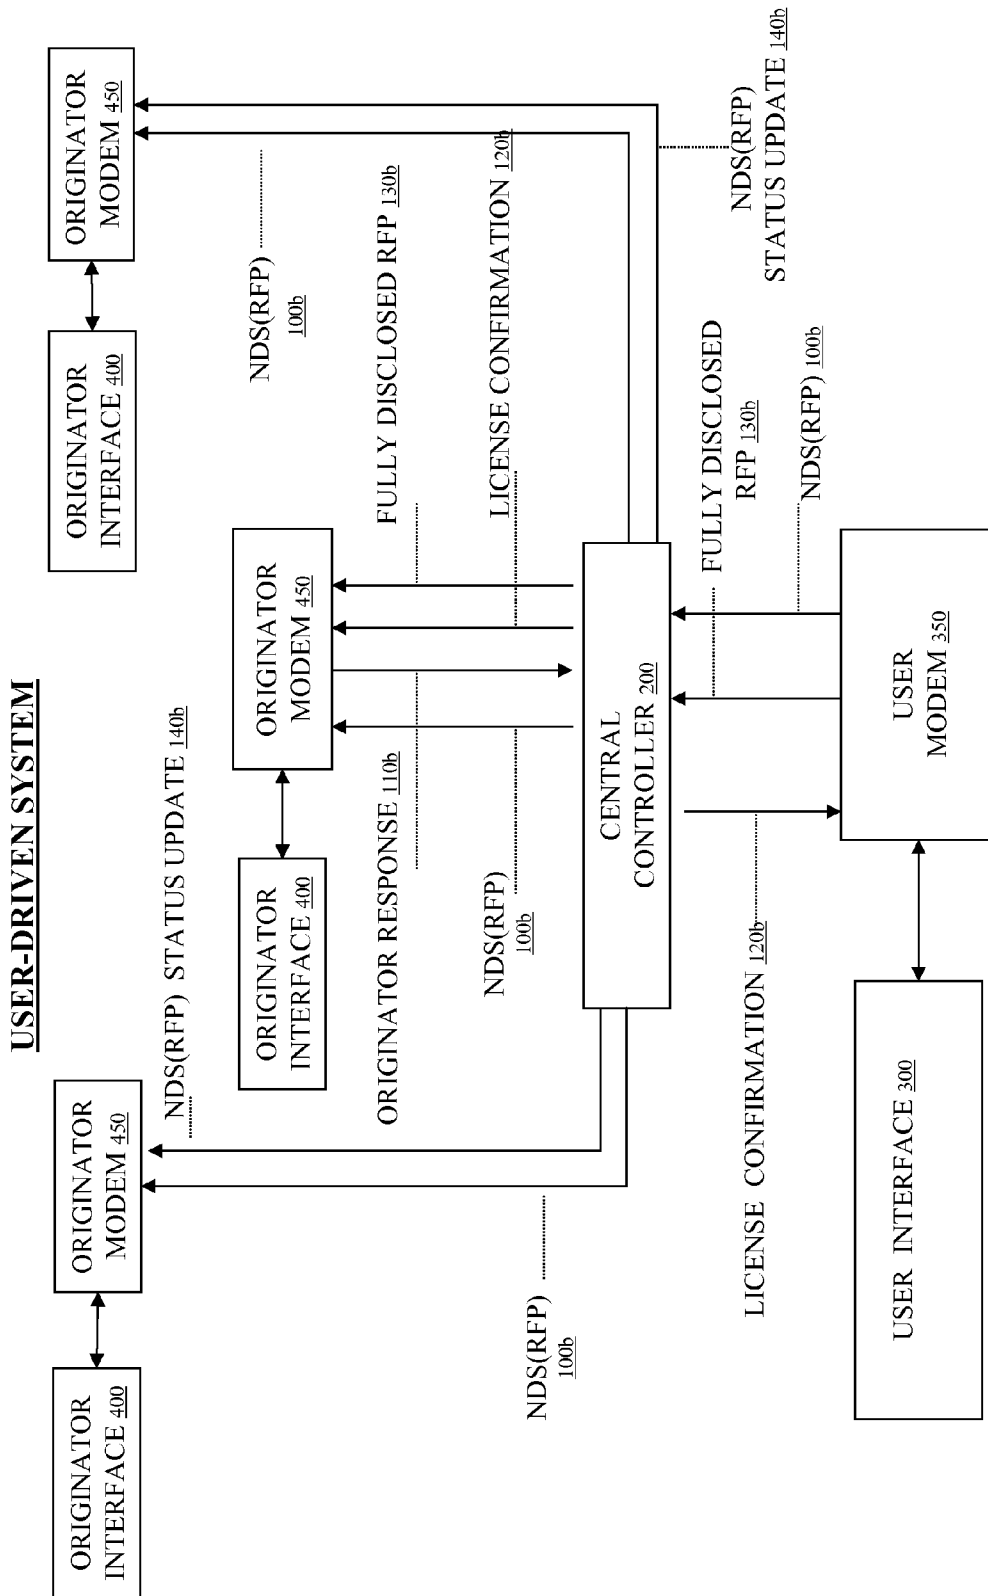 USER-DRIVEN SYSTEM
ORIGINATOR
INTERFACE 400
ORIGINATOR
MODEM 450
NDS(RFP) STATUS UPDATE 140b
ORIGINATOR
INTERFACE 400
ORIGINATOR
MODEM 450
ORIGINATOR
INTERFACE 400
ORIGINATOR
MODEM 450
NDS(RFP)
100b
ORIGINATOR RESPONSE 110b
FULLY DISCLOSED RFP 130b
NDS(RFP)
100b
LICENSE CONFIRMATION 120b
NDS(RFP)
100b
CENTRAL
CONTROLLER 200
NDS(RFP)
STATUS UPDATE 140b
LICENSE CONFIRMATION 120b
FULLY DISCLOSED
RFP 130b
NDS(RFP) 100b
USER INTERFACE 300
USER
MODEM 350